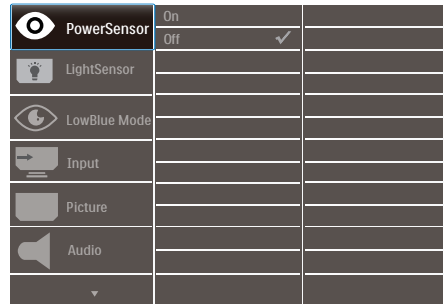 PowerSensor
On
Off
LightSensor
LowBlue Mode
Input
Picture
Audio